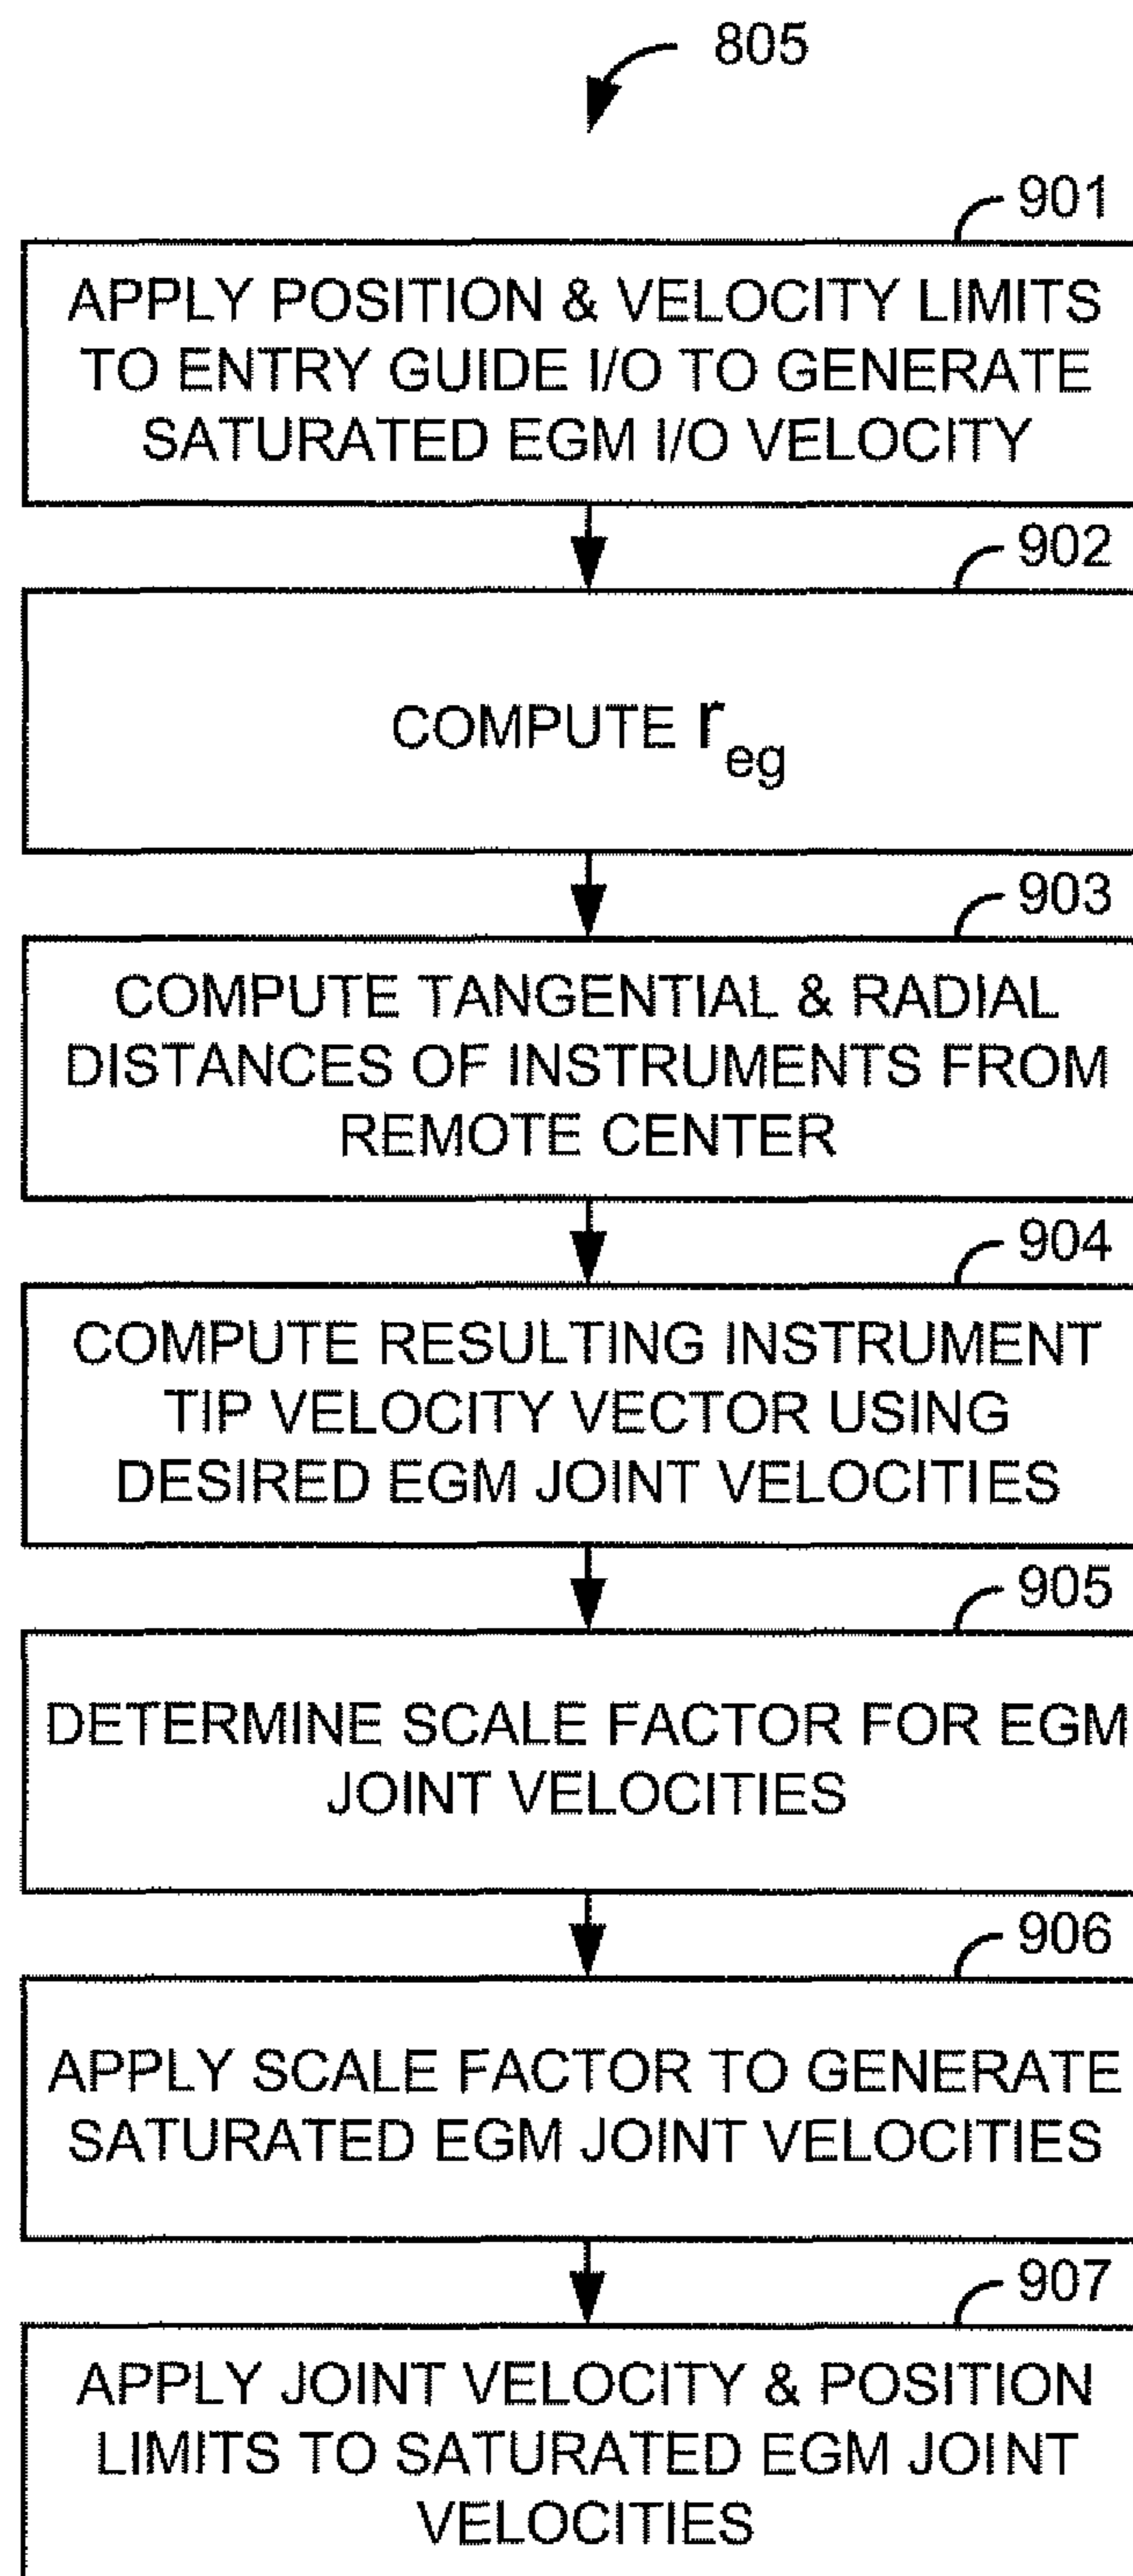 805
901
APPLY POSITION & VELOCITY LIMITS
TO ENTRY GUIDE I/O TO GENERATE
SATURATED EGM I/O VELOCITY
902
COMPUTE r_eg
903
COMPUTE TANGENTIAL & RADIAL
DISTANCES OF INSTRUMENTS FROM
REMOTE CENTER
904
COMPUTE RESULTING INSTRUMENT
TIP VELOCITY VECTOR USING
DESIRED EGM JOINT VELOCITIES
905
DETERMINE SCALE FACTOR FOR EGM
JOINT VELOCITIES
906
APPLY SCALE FACTOR TO GENERATE
SATURATED EGM JOINT VELOCITIES
907
APPLY JOINT VELOCITY & POSITION
LIMITS TO SATURATED EGM JOINT
VELOCITIES